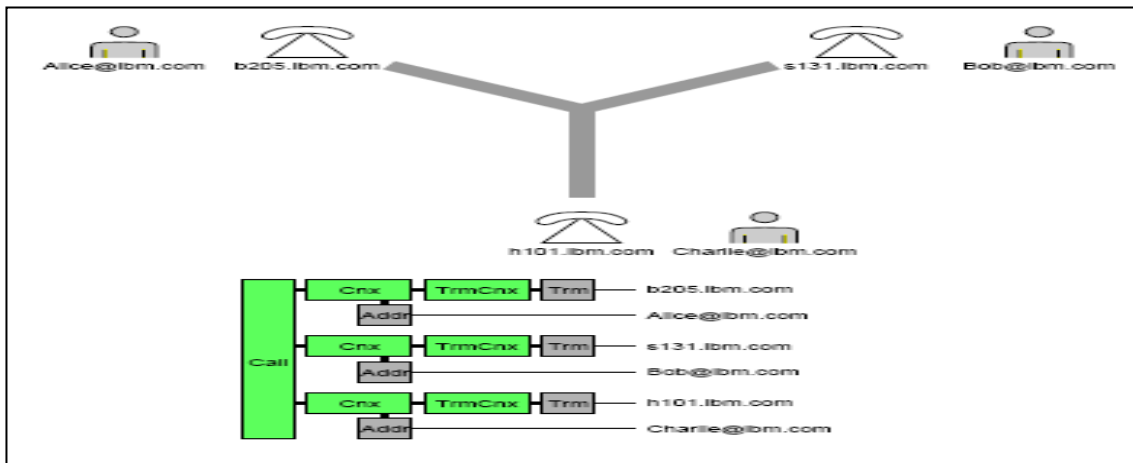 Alice@ibm.com b205.ibm.com s131.ibm.com Bob@ibm.com
h101.ibm.com Charlie@ibm.com
Cnx TrmCnx Trm b205.ibm.com
Addr Alice@ibm.com
Cnx TrmCnx Trm s131.ibm.com
Call
Addr Bob@ibm.com
Cnx TrmCnx Trm h101.ibm.com
Addr Charlie@ibm.com